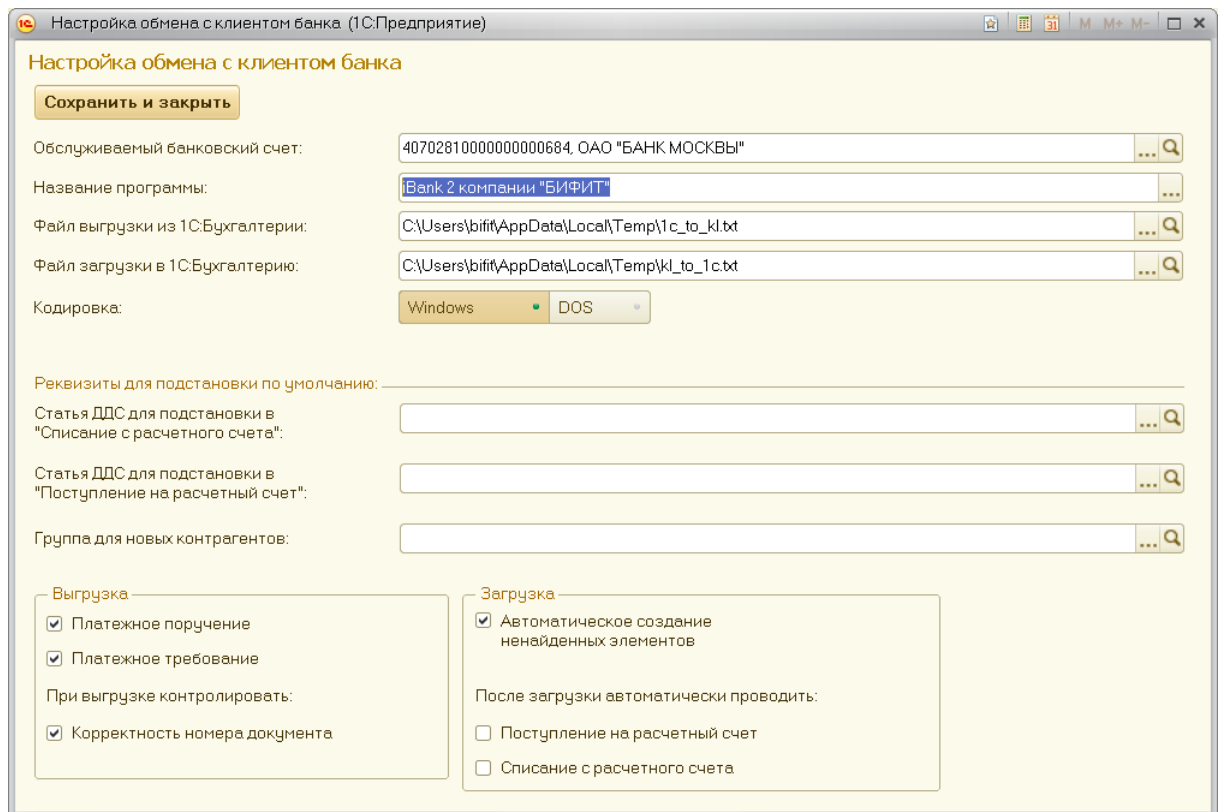 Настройка обмена с клиентом банка (1С:Предприятие)
M M+ M-
Настройка обмена с клиентом банка
Сохранить и закрыть
Обслуживаемый банковский счет: 40702810000000000684, ОАО "БАНК МОСКВЫ"
Название программы: iBank 2 компании "БИФИТ"
Файл выгрузки из 1С:Бухгалтерии: C:\Users\bifit\AppData\Local\Temp\1c_to_kl.txt
Файл загрузки в 1С:Бухгалтерию: C:\Users\bifit\AppData\Local\Temp\kl_to_1c.txt
Кодировка: Windows DOS
Реквизиты для подстановки по умолчанию:
Статья ДДС для подстановки в
"Списание с расчетного счета":
Статья ДДС для подстановки в
"Поступление на расчетный счет":
Группа для новых контрагентов:
Выгрузка
Платежное поручение
Платежное требование
При выгрузке контролировать:
Корректность номера документа
Загрузка
Автоматическое создание
ненайденных элементов
После загрузки автоматически проводить:
Поступление на расчетный счет
Списание с расчетного счета